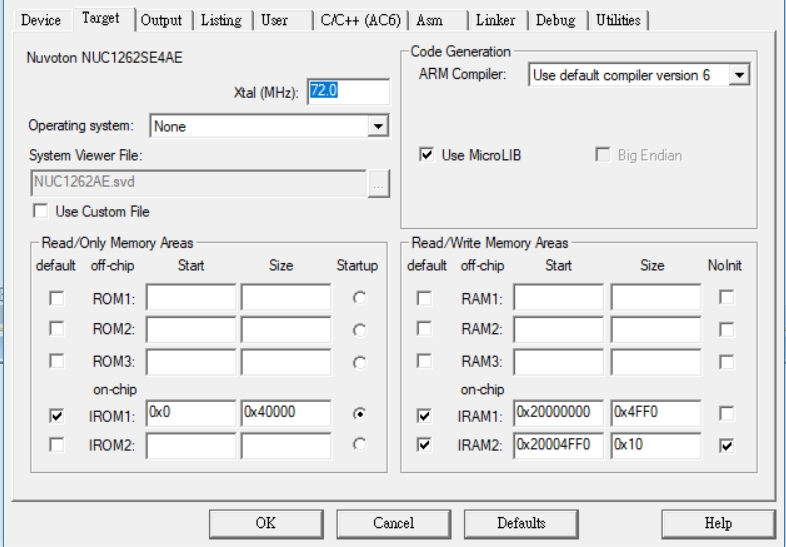 Device Target Output Listing User C/C++ (AC6) Asm Linker Debug Utilities
Nuvoton NUC1262SE4AE
Xtal (MHz): 72.0
Operating system: None
System Viewer File:
NUC1262AE.svd ...
Use Custom File
Code Generation
ARM Compiler: Use default compiler version 6
Use MicroLIB Big Endian
Read/Only Memory Areas
default off-chip Start Size Startup
ROM1:
ROM2:
ROM3:
on-chip
IROM1: 0x0 0x40000
IROM2:
Read/Write Memory Areas
default off-chip Start Size NoInit
RAM1:
RAM2:
RAM3:
on-chip
IRAM1: 0x20000000 0x4FF0
IRAM2: 0x20004FF0 0x10
OK Cancel Defaults Help